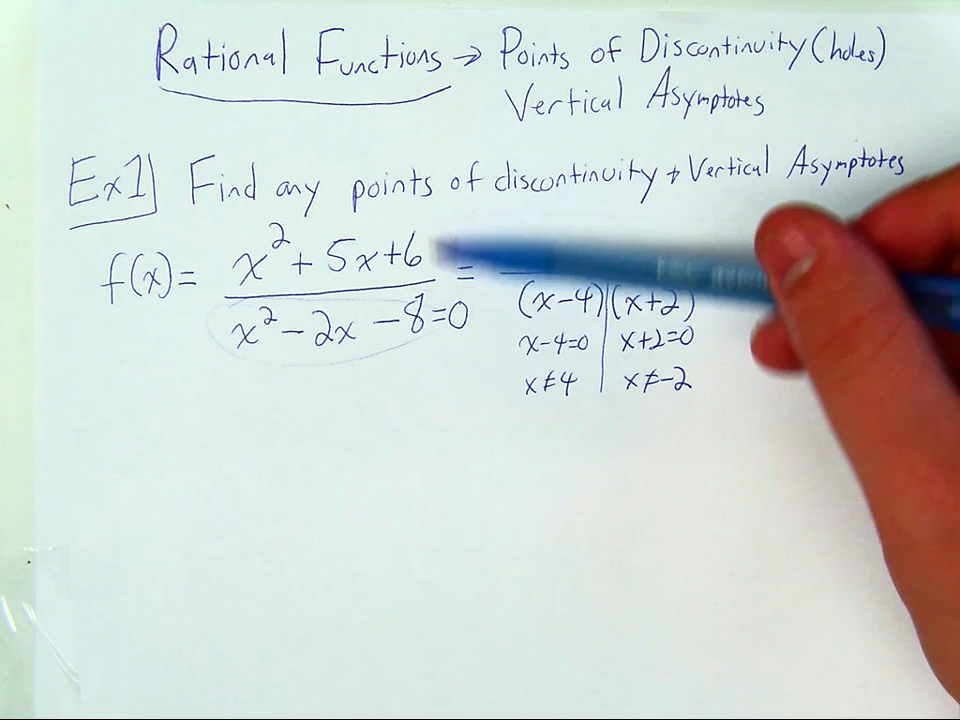 Rational Functions → Points of Discontinuity (holes)
Vertical Asymptotes
Ex1) Find any points of discontinuity + Vertical Asymptotes
f(x) = x² + 5x + 6 =
x² - 2x - 8 = 0
(x-4) (x+2)
x-4=0 x+2=0
x≠4 x≠-2